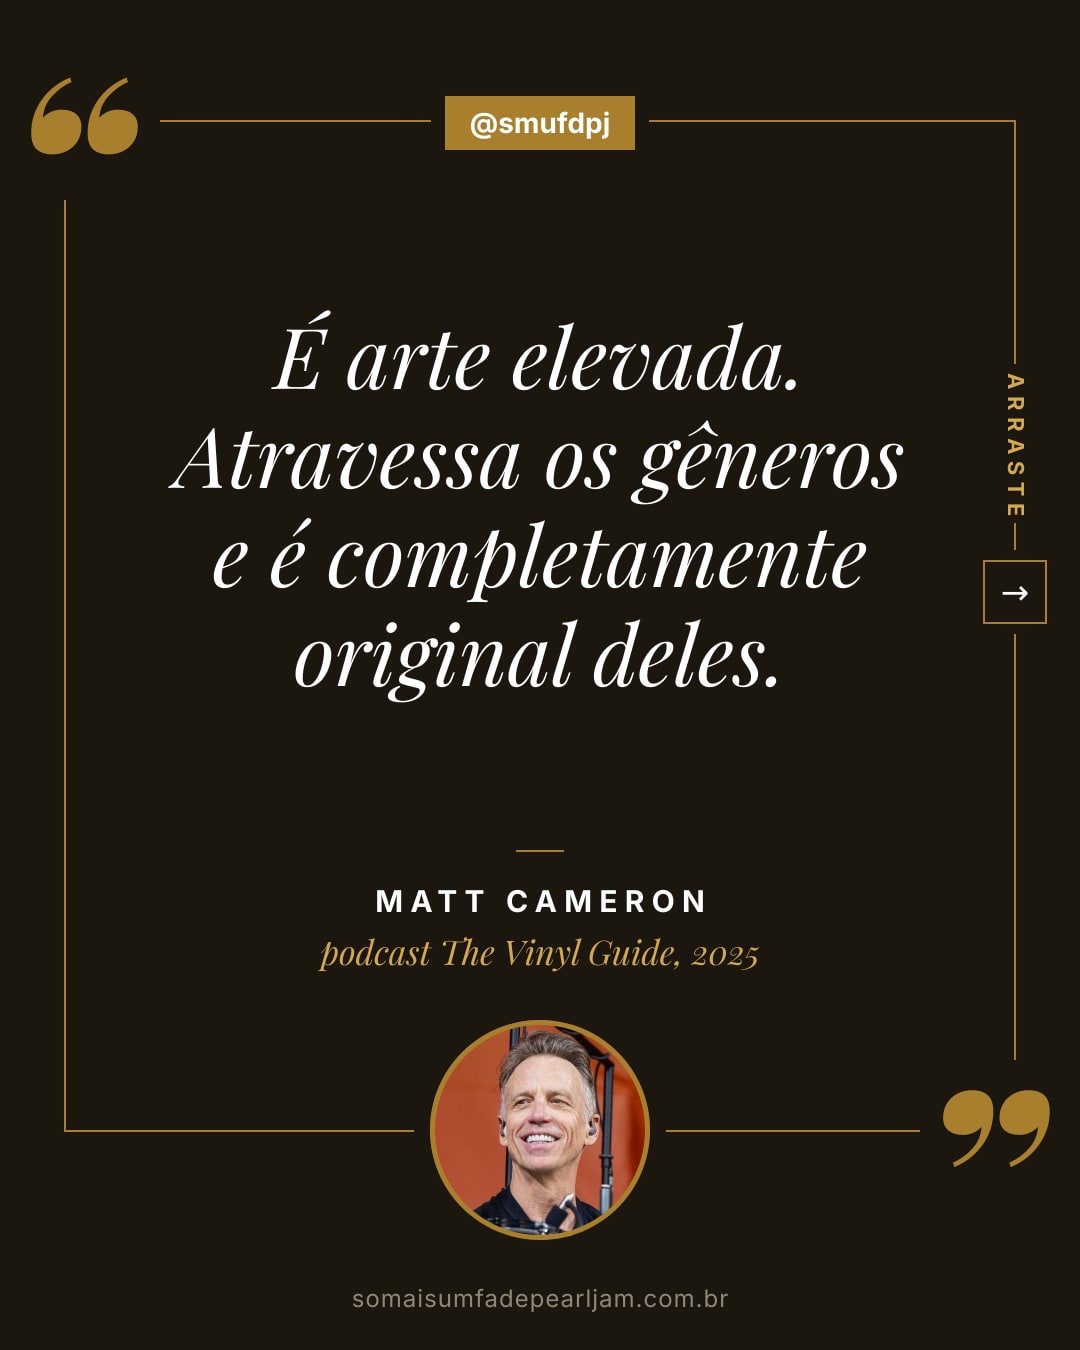 “
@smufdpj
É arte elevada.
Atravessa os gêneros
e é completamente
original deles.
ARRASTE
→
MATT CAMERON
podcast The Vinyl Guide, 2025
”
somaisumfadepearljam.com.br